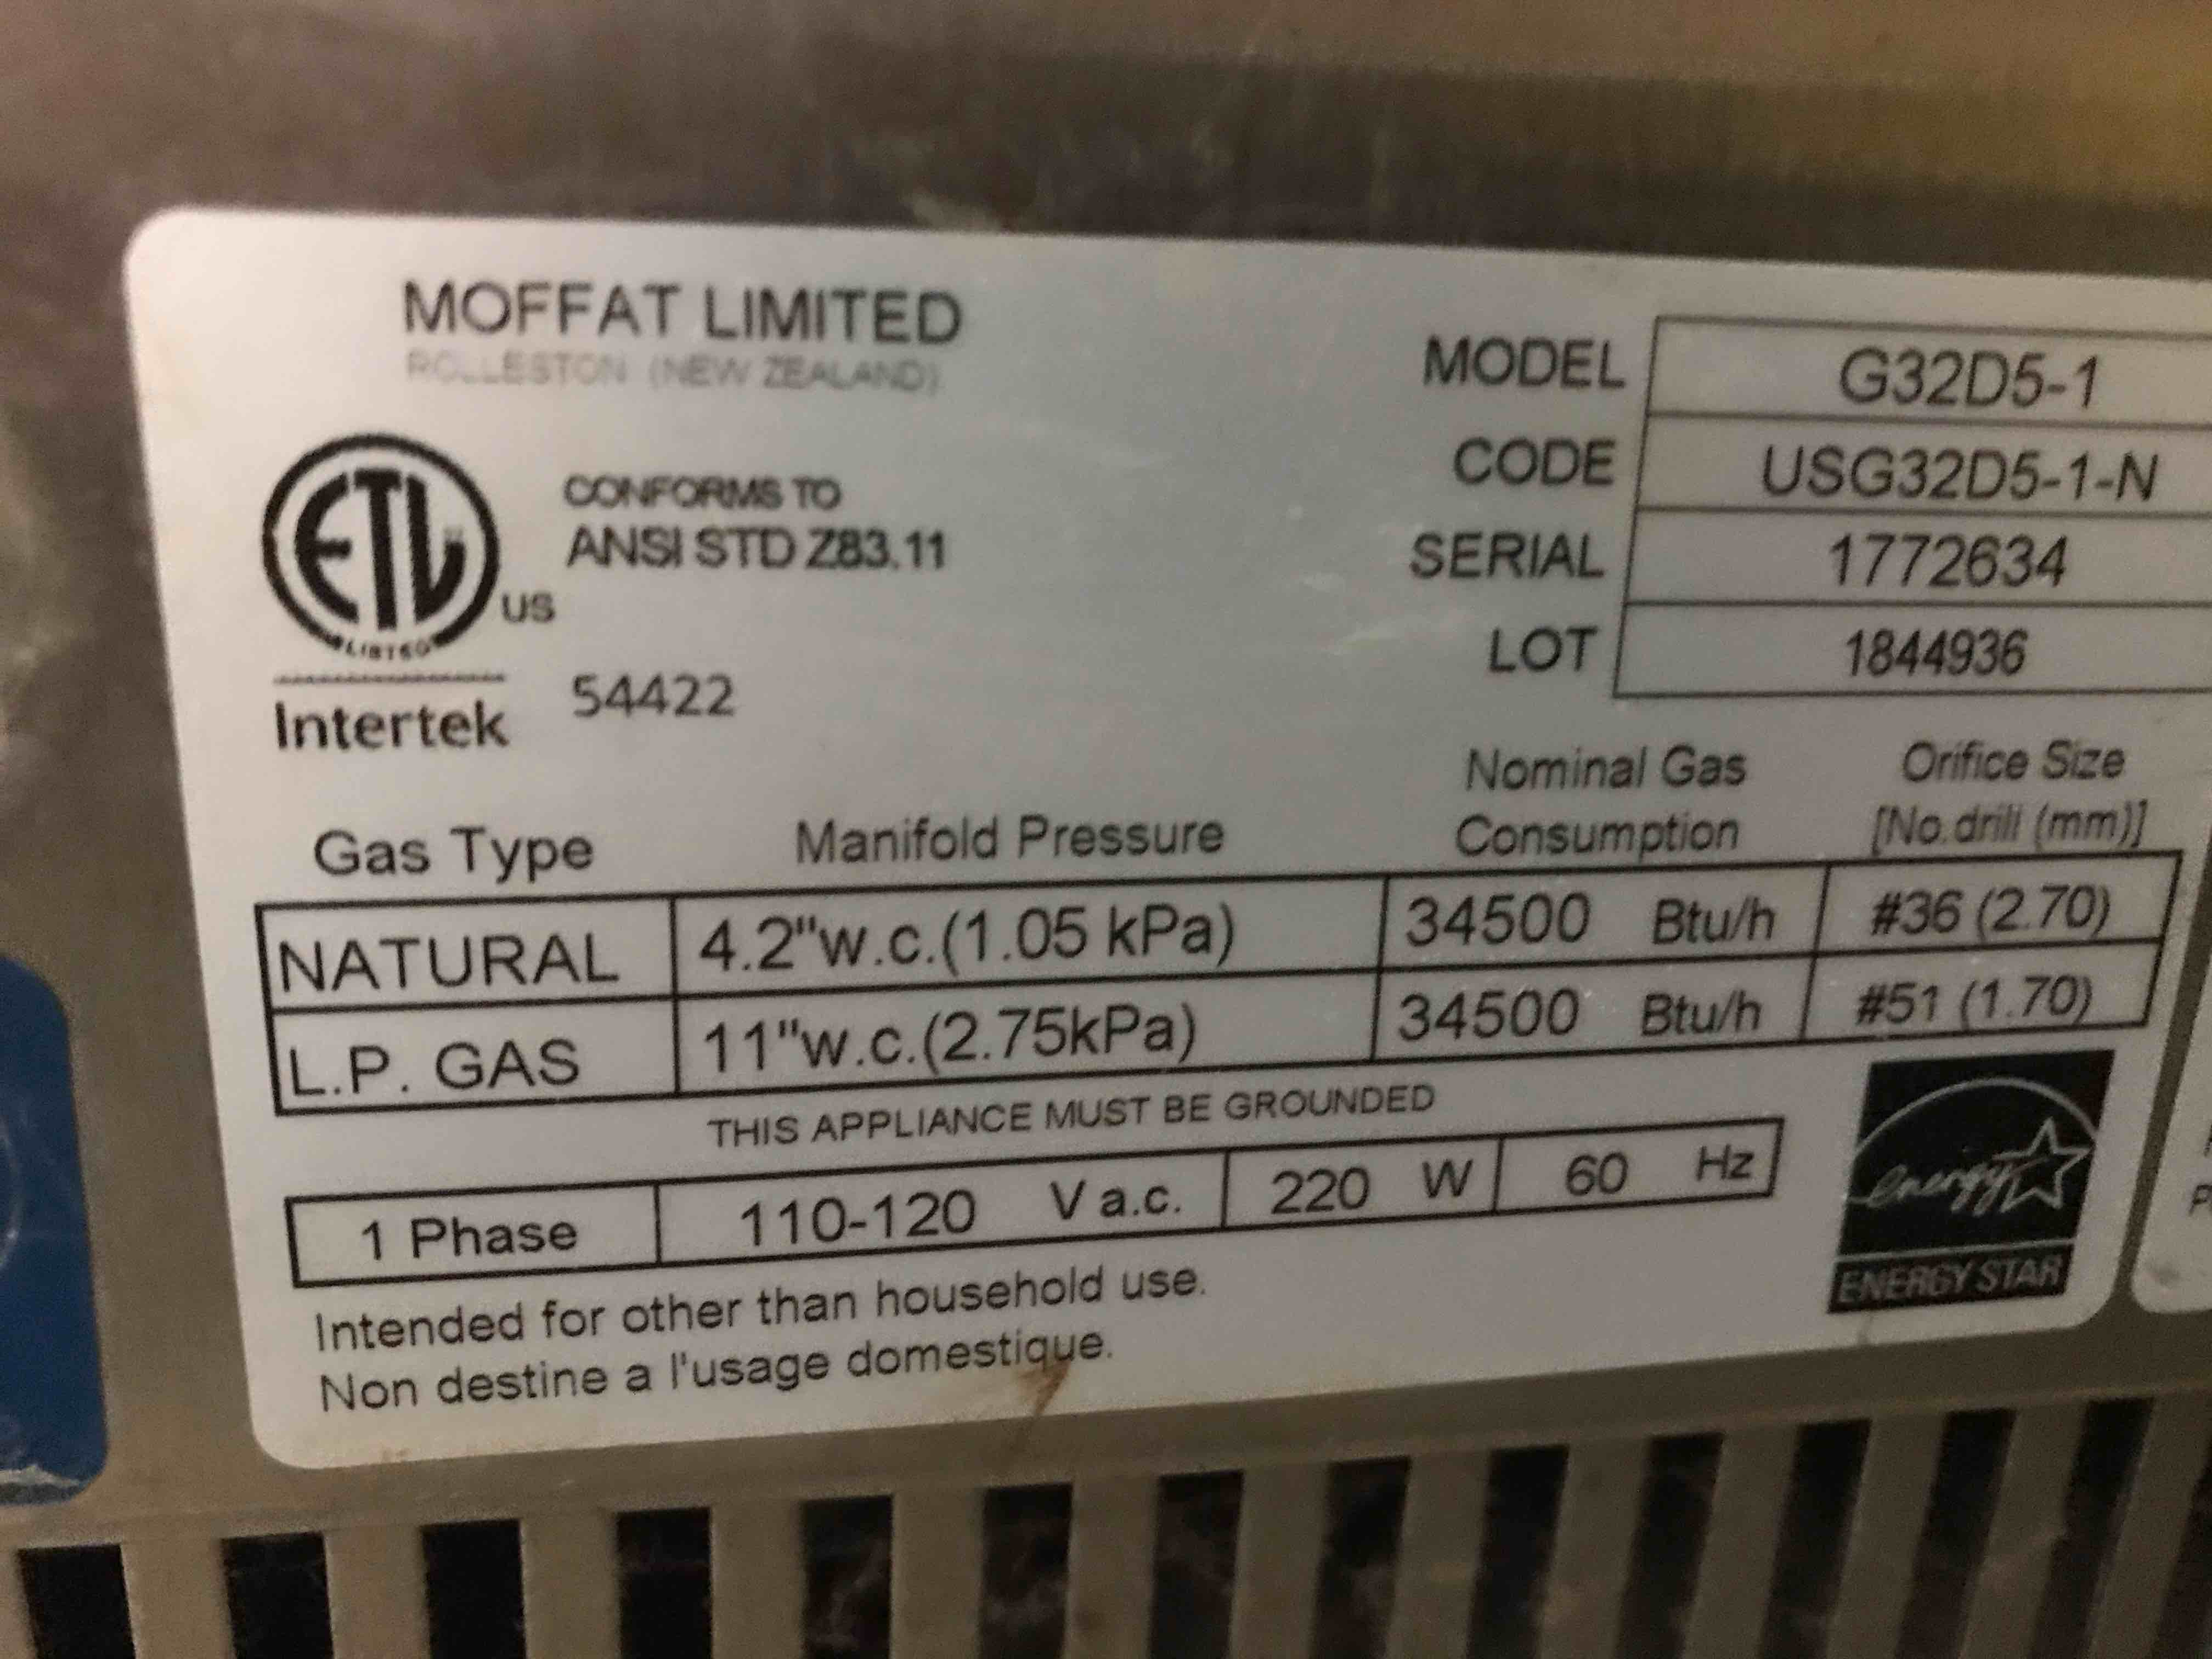 MOFFAT LIMITED
ROLLESTON (NEW ZEALAND)
MODEL G32D5-1
CODE USG32D5-1-N
SERIAL 1772634
LOT 1844936
ETL
LISTED
US
CONFORMS TO
ANSI STD Z83.11
Intertek
54422
Gas Type Manifold Pressure Nominal Gas Consumption Orifice Size [No.drill (mm)]
NATURAL 4.2"w.c.(1.05 kPa) 34500 Btu/h #36 (2.70)
L.P. GAS 11"w.c.(2.75kPa) 34500 Btu/h #51 (1.70)
THIS APPLIANCE MUST BE GROUNDED
1 Phase 110-120 V a.c. 220 W 60 Hz
energy
ENERGY STAR
Intended for other than household use.
Non destine a l'usage domestique.